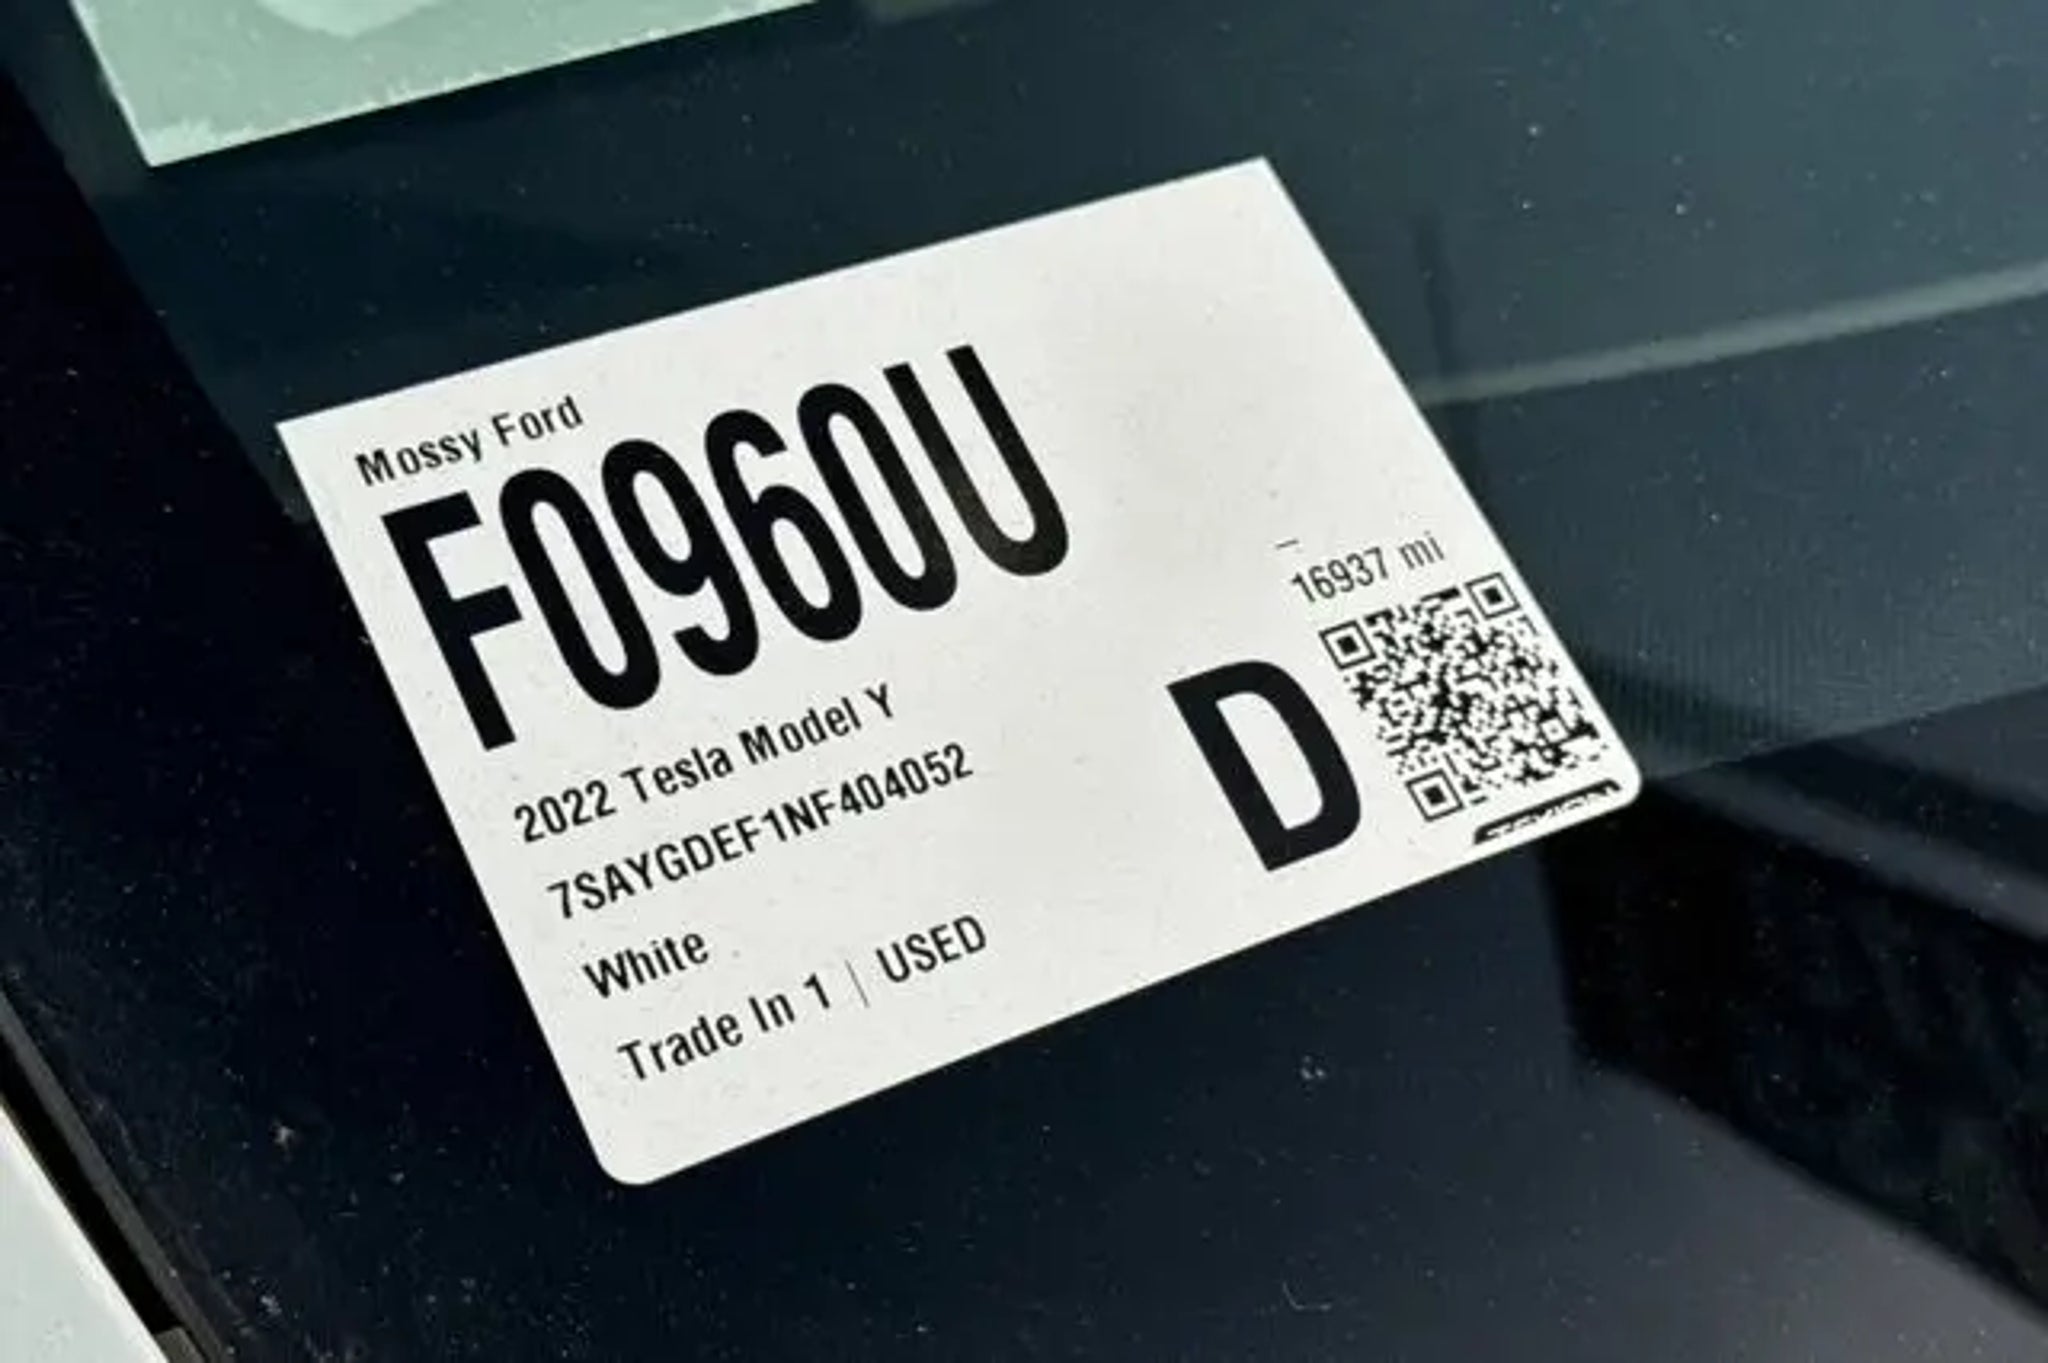 Mossy Ford
F0960U
16937 mi
2022 Tesla Model Y
7SAYGDEF1NF404052
D
White
Trade In 1 | USED